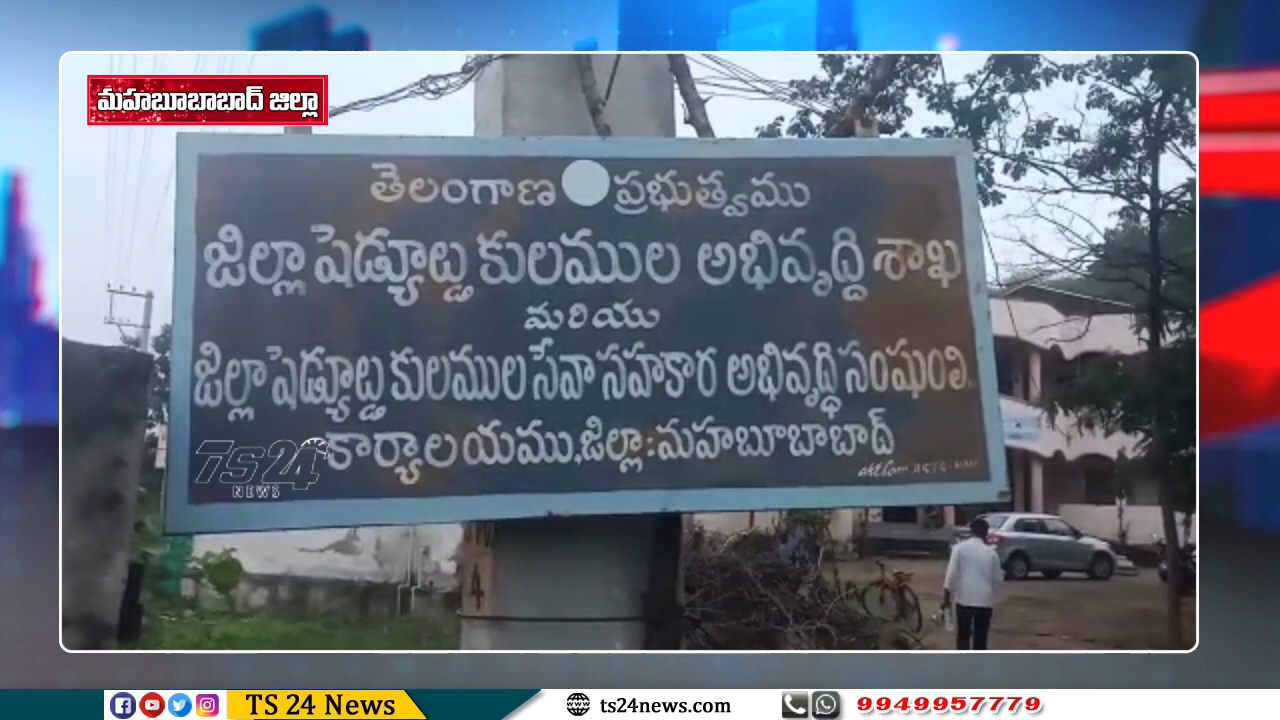 మహబూబాబాద్ జిల్లా
తెలంగాణ ప్రభుత్వము
జిల్లా షెడ్యూల్డ కులముల అభివృద్ది శాఖ
మరియు
జిల్లా షెడ్యూల్డ కులముల సేవా సహకార అభివృద్ధి సంఘం లి..
కార్యాలయము,జిల్లా:మహబూబాబాద్
TS24
NEWS
TS 24 News
ts24news.com
9949957779